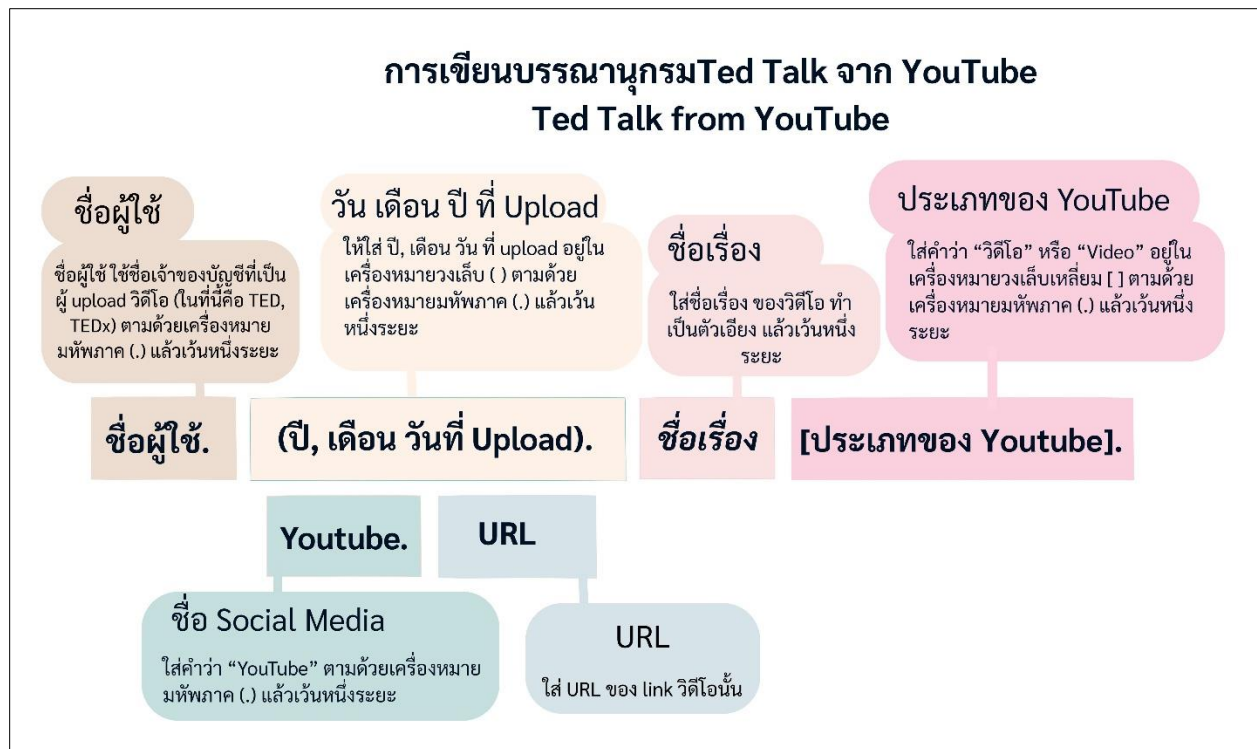 การเขียนบรรณานุกรมTed Talk จาก YouTube
Ted Talk from YouTube
ชื่อผู้ใช้
ชื่อผู้ใช้ ใช้ชื่อเจ้าของบัญชีที่เป็น
ผู้ upload วิดีโอ (ในที่นี้คือ TED,
TEDx) ตามด้วยเครื่องหมาย
มหัพภาค (.) แล้วเว้นหนึ่งระยะ
วัน เดือน ปี ที่ Upload
ให้ใส่ ปี, เดือน วัน ที่ upload อยู่ใน
เครื่องหมายวงเล็บ ( ) ตามด้วย
เครื่องหมายมหัพภาค (.) แล้วเว้น
หนึ่งระยะ
ชื่อเรื่อง
ใส่ชื่อเรื่อง ของวิดีโอ ทำ
เป็นตัวเอียง แล้วเว้นหนึ่ง
ระยะ
ประเภทของ YouTube
ใส่คำว่า “วิดีโอ” หรือ “Video” อยู่ใน
เครื่องหมายวงเล็บเหลี่ยม [ ] ตามด้วย
เครื่องหมายมหัพภาค (.) แล้วเว้นหนึ่ง
ระยะ
ชื่อผู้ใช้.
(ปี, เดือน วันที่ Upload).
ชื่อเรื่อง
[ประเภทของ Youtube].
Youtube.
URL
ชื่อ Social Media
ใส่คำว่า “YouTube” ตามด้วยเครื่องหมาย
มหัพภาค (.) แล้วเว้นหนึ่งระยะ
URL
ใส่ URL ของ link วิดีโอนั้น